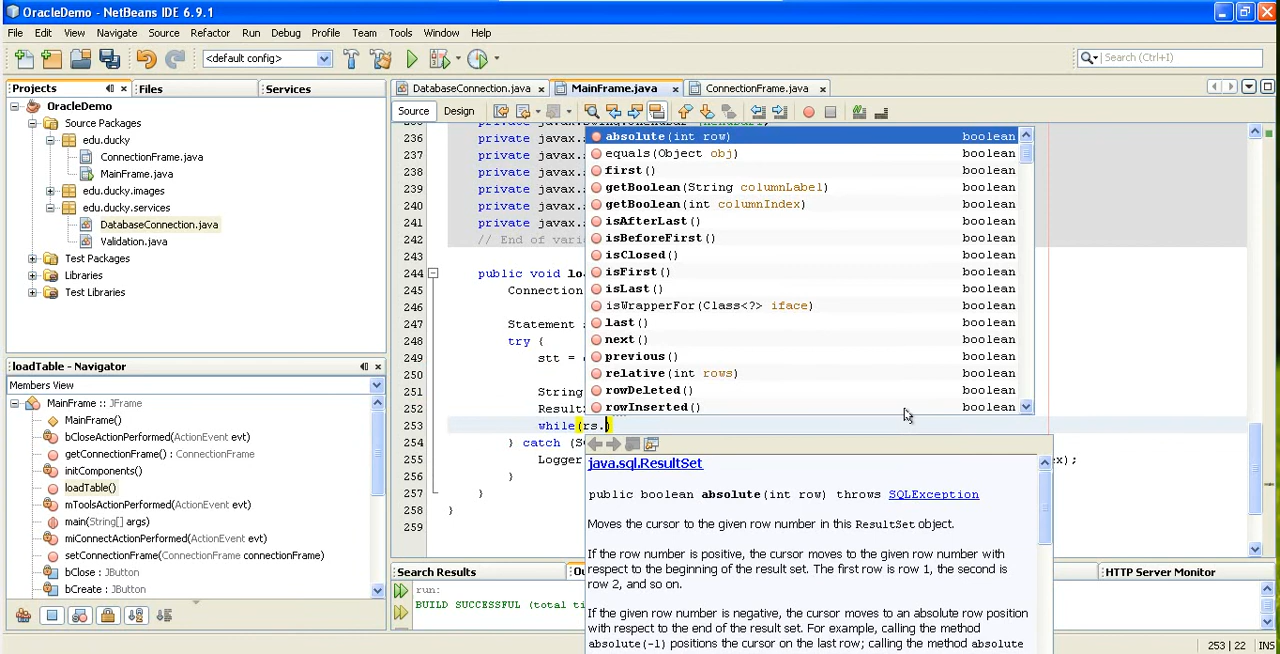 OracleDemo - NetBeans IDE 6.9.1
File Edit View Navigate Source Refactor Run Debug Profile Team Tools Window Help
<default config>
Search (Ctrl+I)
Projects Files Services
OracleDemo
Source Packages
edu.ducky
ConnectionFrame.java
MainFrame.java
edu.ducky.images
edu.ducky.services
DatabaseConnection.java
Validation.java
Test Packages
Libraries
Test Libraries
loadTable - Navigator
Members View
MainFrame :: JFrame
MainFrame()
bCloseActionPerformed(ActionEvent evt)
getConnectionFrame() : ConnectionFrame
initComponents()
loadTable()
mToolsActionPerformed(ActionEvent evt)
main(String[] args)
miConnectActionPerformed(ActionEvent evt)
setConnectionFrame(ConnectionFrame connectionFrame)
bClose : JButton
bCreate : JButton
DatabaseConnection.java MainFrame.java ConnectionFrame.java
Source Design
236 private javax.s
237 private javax.s
238 private javax.s
239 private javax.s
240 private javax.s
241 private javax.s
242 // End of vari
243
244 public void lo
245 Connection
246
247 Statement s
248 try {
249 stt = c
250
251 String
252 Result
253 while(rs.)
254 } catch (S
255 Logger ex);
256 }
257 }
258 }
259
absolute(int row) boolean
equals(Object obj) boolean
first() boolean
getBoolean(String columnLabel) boolean
getBoolean(int columnIndex) boolean
isAfterLast() boolean
isBeforeFirst() boolean
isClosed() boolean
isFirst() boolean
isLast() boolean
isWrapperFor(Class<?> iface) boolean
last() boolean
next() boolean
previous() boolean
relative(int rows) boolean
rowDeleted() boolean
rowInserted() boolean
java.sql.ResultSet
public boolean absolute(int row) throws SQLException
Moves the cursor to the given row number in this ResultSet object.
If the row number is positive, the cursor moves to the given row number with
respect to the beginning of the result set. The first row is row 1, the second is
row 2, and so on.
If the given row number is negative, the cursor moves to an absolute row position
with respect to the end of the result set. For example, calling the method
absolute(-1) positions the cursor on the last row; calling the method absolute
Search Results Ou HTTP Server Monitor
run:
BUILD SUCCESSFUL (total ti
253 | 22 INS